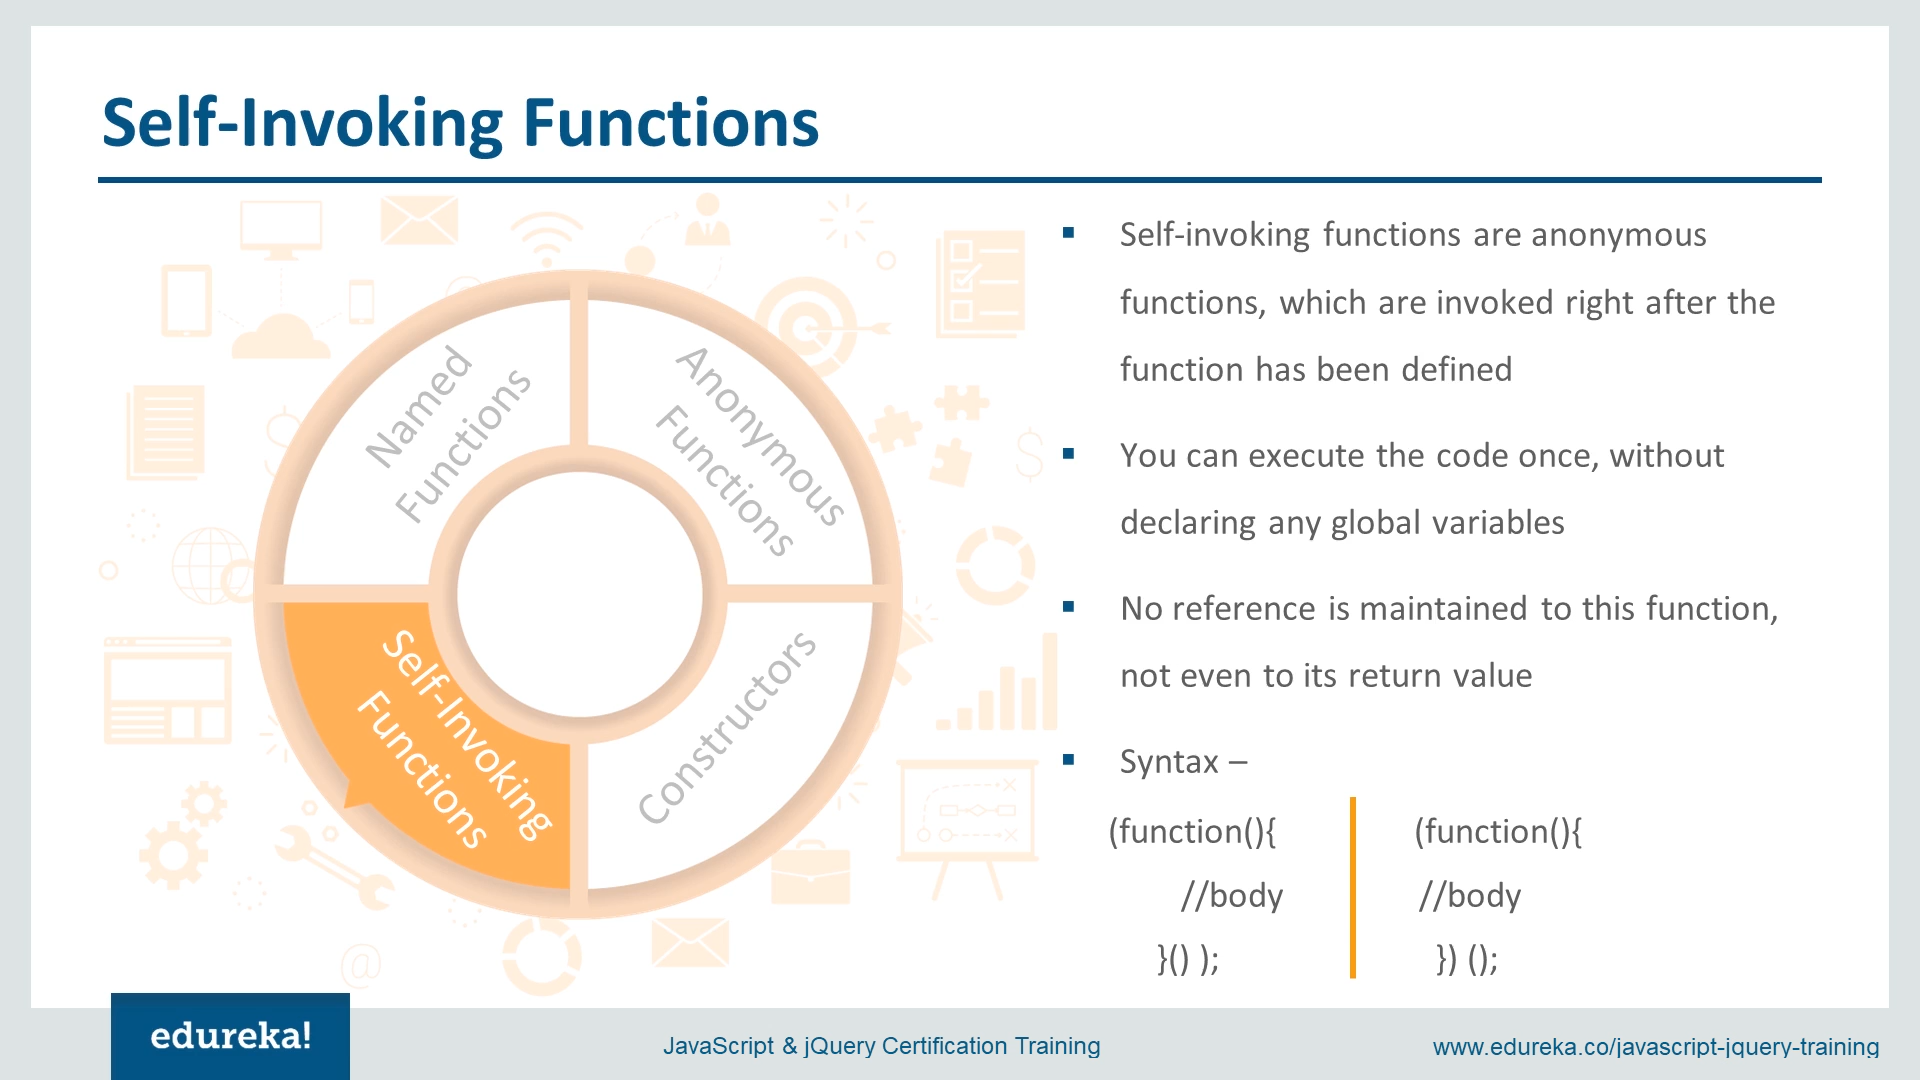 Self-Invoking Functions
Named
Functions
Anonymous
Functions
Self-Invoking
Functions
Constructors
Self-invoking functions are anonymous
functions, which are invoked right after the
function has been defined
You can execute the code once, without
declaring any global variables
No reference is maintained to this function,
not even to its return value
Syntax –
(function(){
//body
}() );
(function(){
//body
}) ();
edureka!
JavaScript & jQuery Certification Training
www.edureka.co/javascript-jquery-training